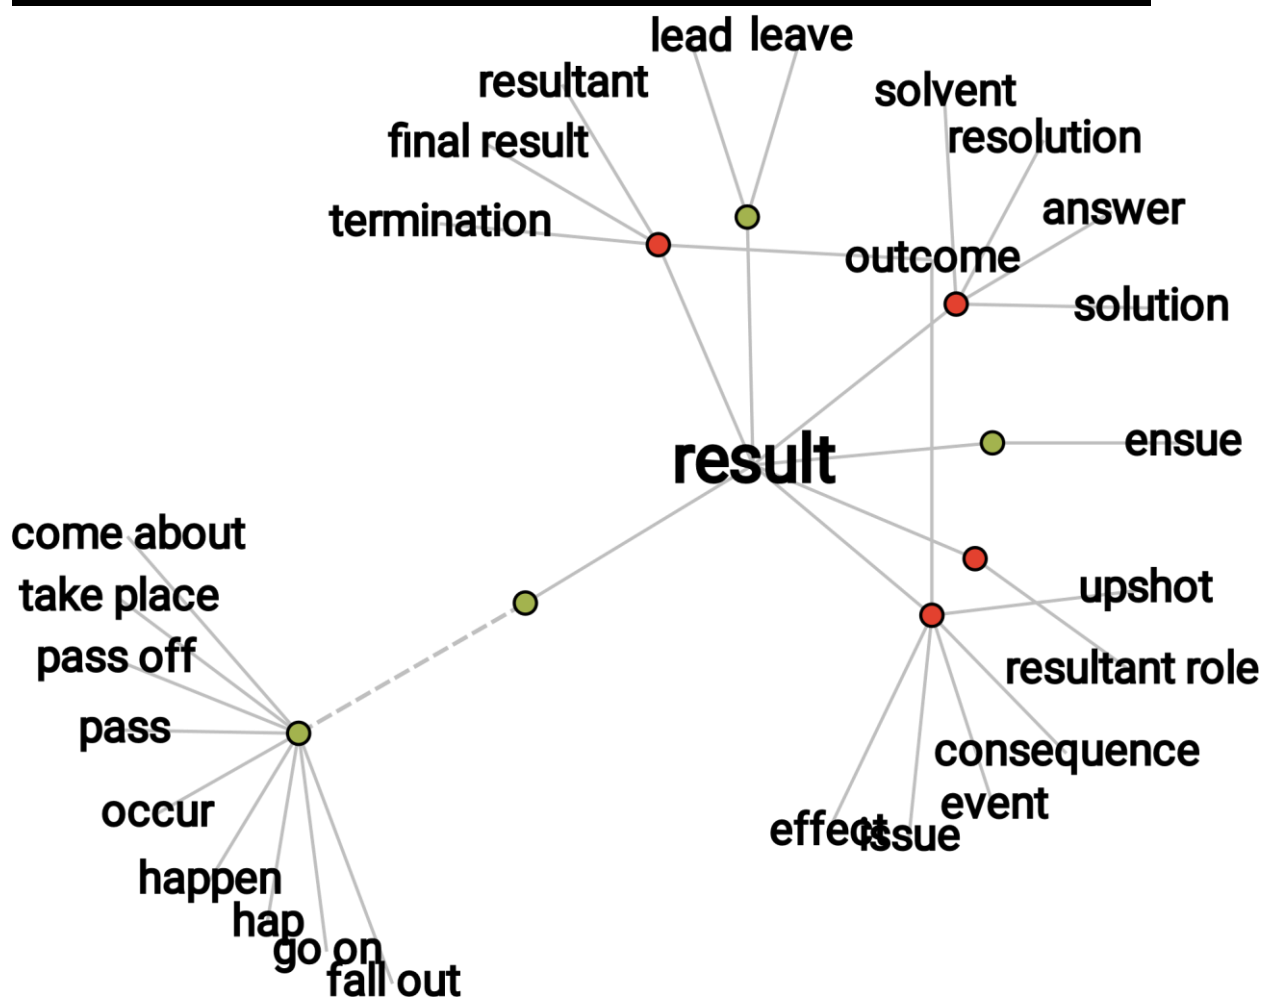 lead
leave
resultant
solvent
final result
resolution
termination
answer
outcome
solution
result
ensue
come about
take place
upshot
pass off
resultant role
pass
consequence
occur
event
effect
issue
happen
hap
go on
fall out